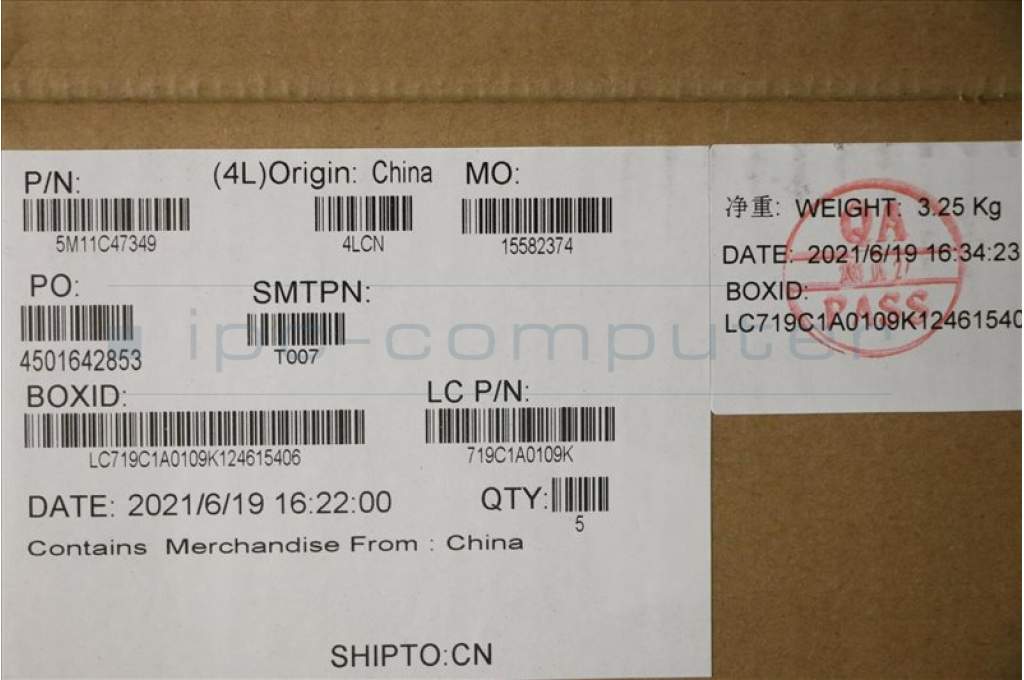 P/N:
(4L)Origin: China
MO:
5M11C47349
4LCN
15582374
PO:
SMTPN:
4501642853
T007
BOXID:
LC P/N:
LC719C1A0109K124615406
719C1A0109K
DATE: 2021/6/19 16:22:00
QTY:
5
Contains Merchandise From : China
SHIPTO:CN
净重: WEIGHT: 3.25 Kg
DATE: 2021/6/19 16:34:23
BOXID:
LC719C1A0109K12461540
QA
PASS
ipc-computer